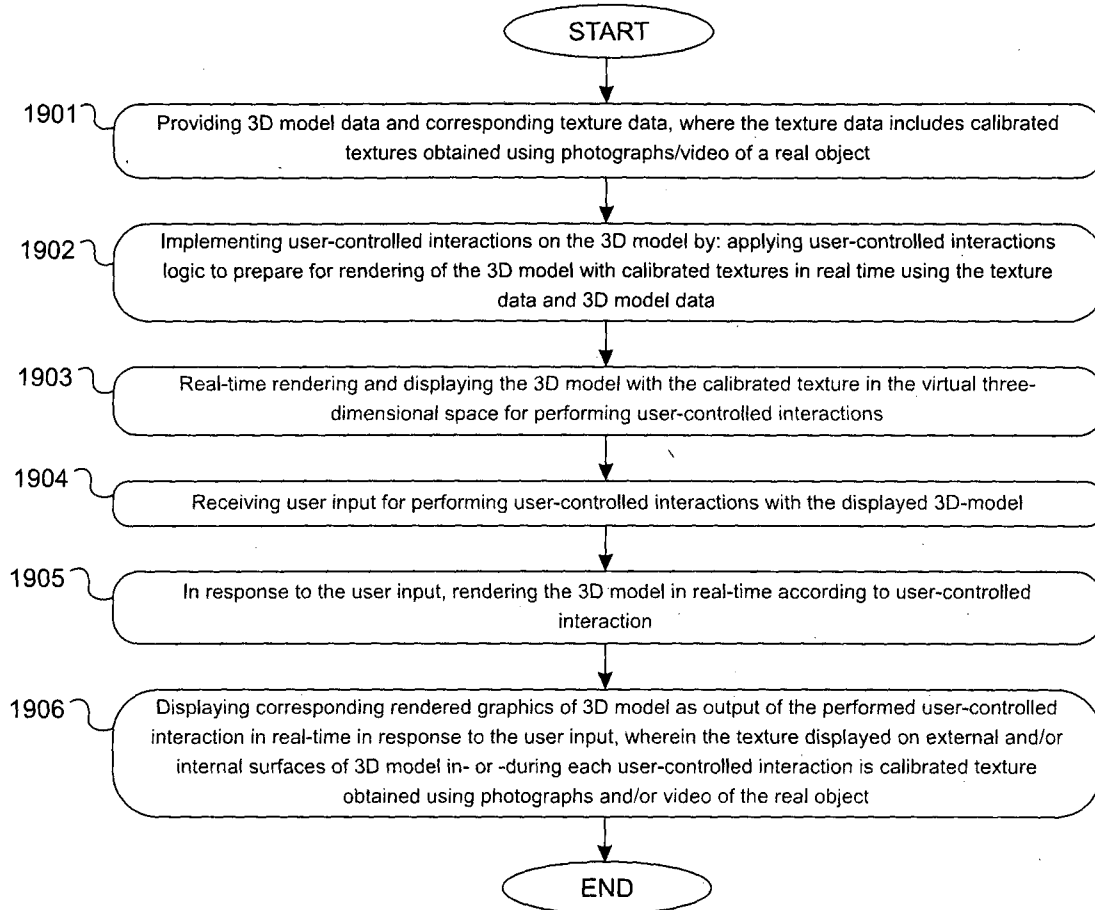 START
1901
Providing 3D model data and corresponding texture data, where the texture data includes calibrated
textures obtained using photographs/video of a real object
1902
Implementing user-controlled interactions on the 3D model by: applying user-controlled interactions
logic to prepare for rendering of the 3D model with calibrated textures in real time using the texture
data and 3D model data
1903
Real-time rendering and displaying the 3D model with the calibrated texture in the virtual three-
dimensional space for performing user-controlled interactions
1904
Receiving user input for performing user-controlled interactions with the displayed 3D-model
1905
In response to the user input, rendering the 3D model in real-time according to user-controlled
interaction
1906
Displaying corresponding rendered graphics of 3D model as output of the performed user-controlled
interaction in real-time in response to the user input, wherein the texture displayed on external and/or
internal surfaces of 3D model in- or -during each user-controlled interaction is calibrated texture
obtained using photographs and/or video of the real object
END